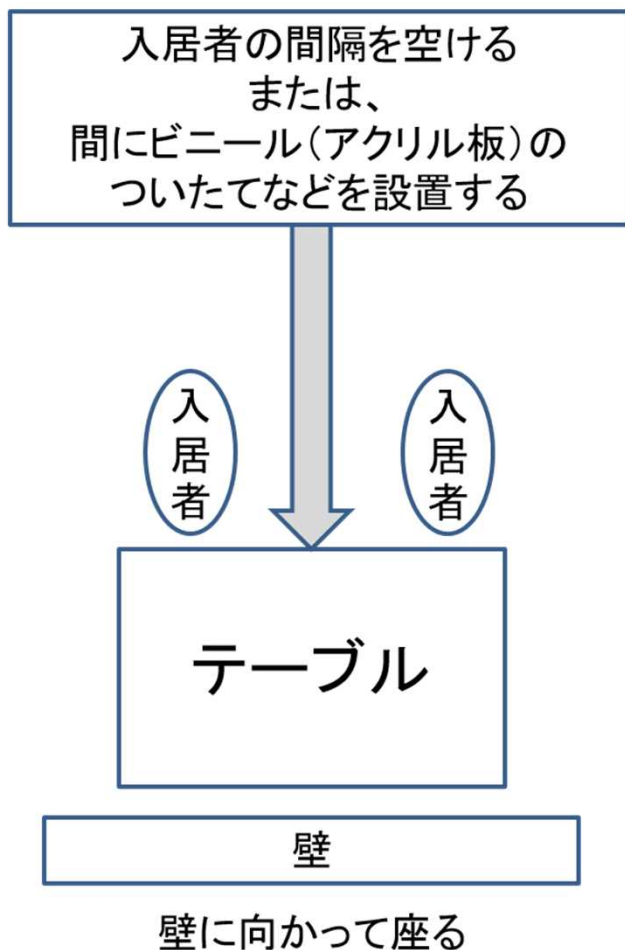 入居者の間隔を空ける
または、
間にビニール(アクリル板)の
ついたてなどを設置する
入居者
入居者
テーブル
壁
壁に向かって座る